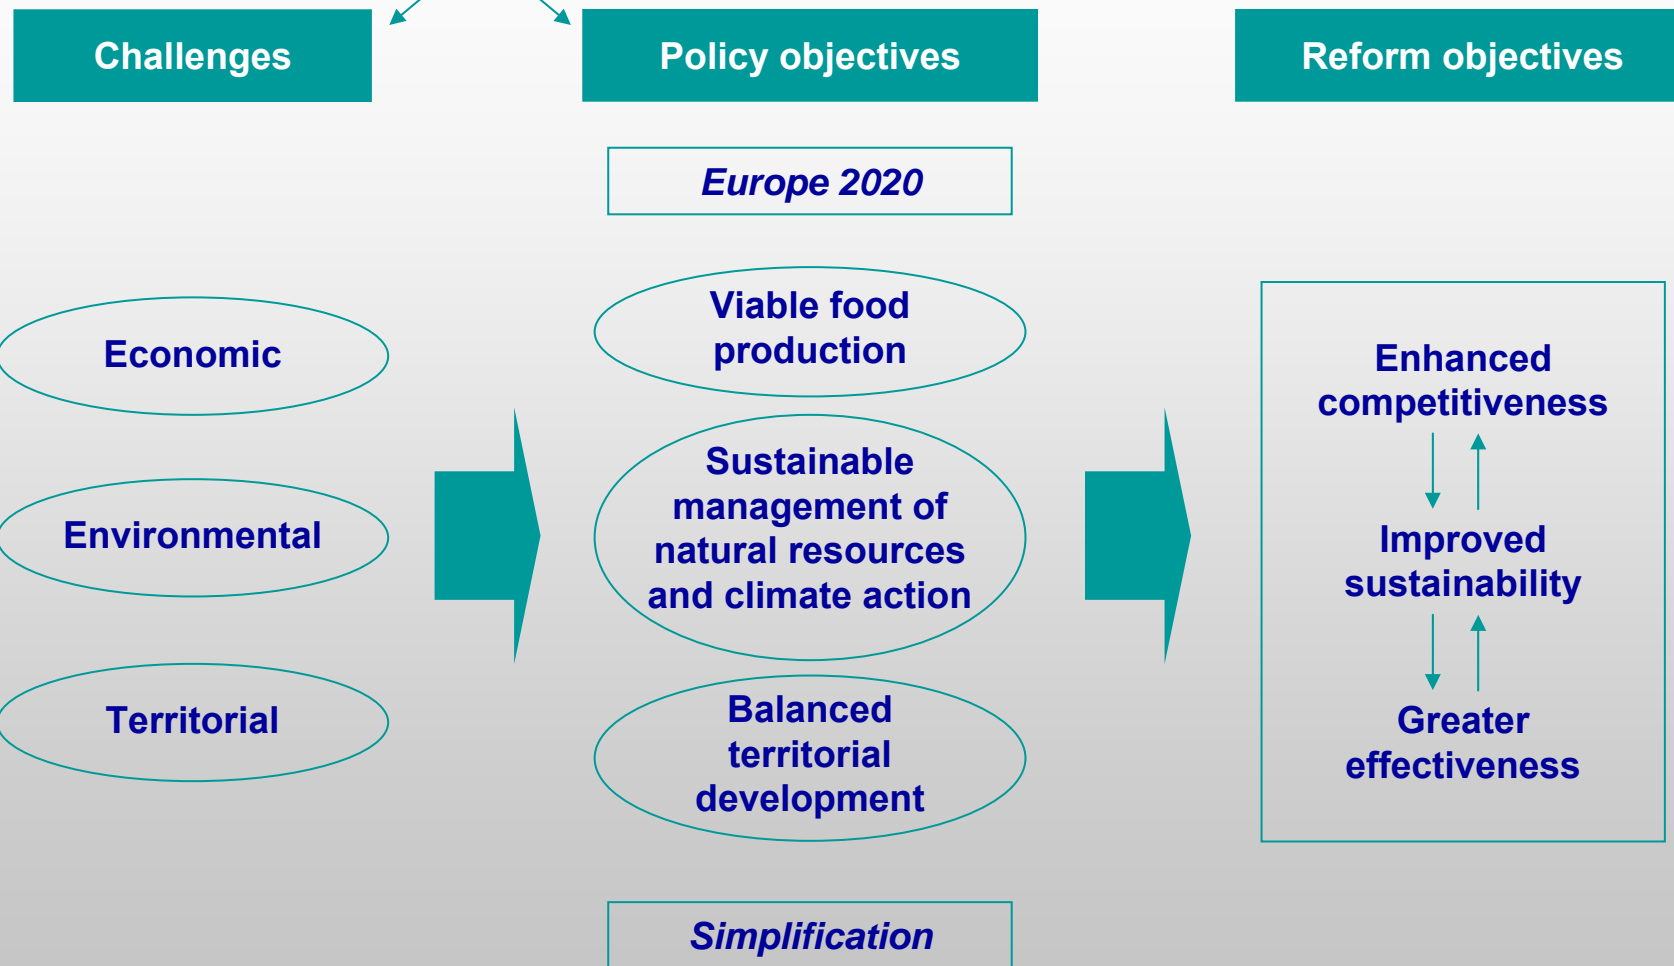 Challenges
Policy objectives
Reform objectives
Europe 2020
Economic
Environmental
Territorial
Viable food
production
Sustainable
management of
natural resources
and climate action
Balanced
territorial
development
Simplification
Enhanced
competitiveness
Improved
sustainability
Greater
effectiveness